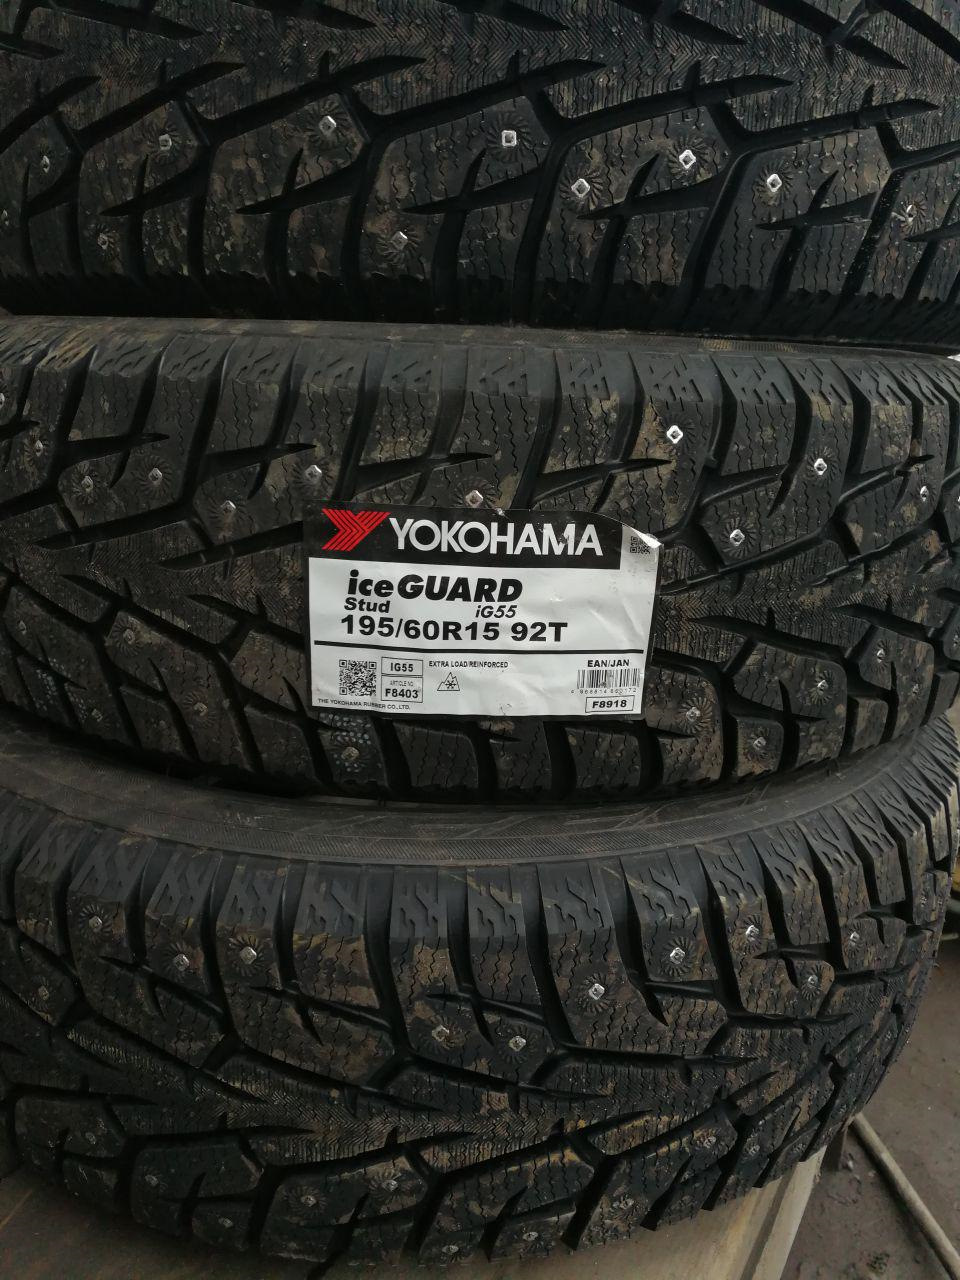 YOKOHAMA
iceGUARD
Stud iG55
195/60R15 92T
IG55
ARTICLE NO.
F8403
EXTRA LOAD/REINFORCED
EAN/JAN
F8918
THE YOKOHAMA RUBBER CO.,LTD.